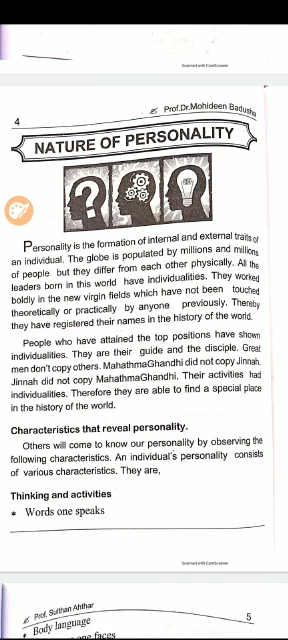 Scanned with CamScanner
4
Prof.Dr.Mohideen Badusha
NATURE OF PERSONALITY
Personality is the formation of internal and external traits of
an individual. The globe is populated by millions and millions
of people but they differ from each other physically. All the
leaders born in this world have individualities. They worked
boldly in the new virgin fields which have not been touched
theoretically or practically by anyone previously. Thereby
they have registered their names in the history of the world.
People who have attained the top positions have shown
individualities. They are their guide and the disciple. Great
men don't copy others. MahathmaGhandhi did not copy Jinnah.
Jinnah did not copy MahathmaGhandhi. Their activities had
individualities. Therefore they are able to find a special place
in the history of the world.
Characteristics that reveal personality.
Others will come to know our personality by observing the
following characteristics. An individual's personality consists
of various characteristics. They are,
Thinking and activities
* Words one speaks
Scanned with CamScanner
Prof. Sulthan Ahthar
5
Body language
one faces